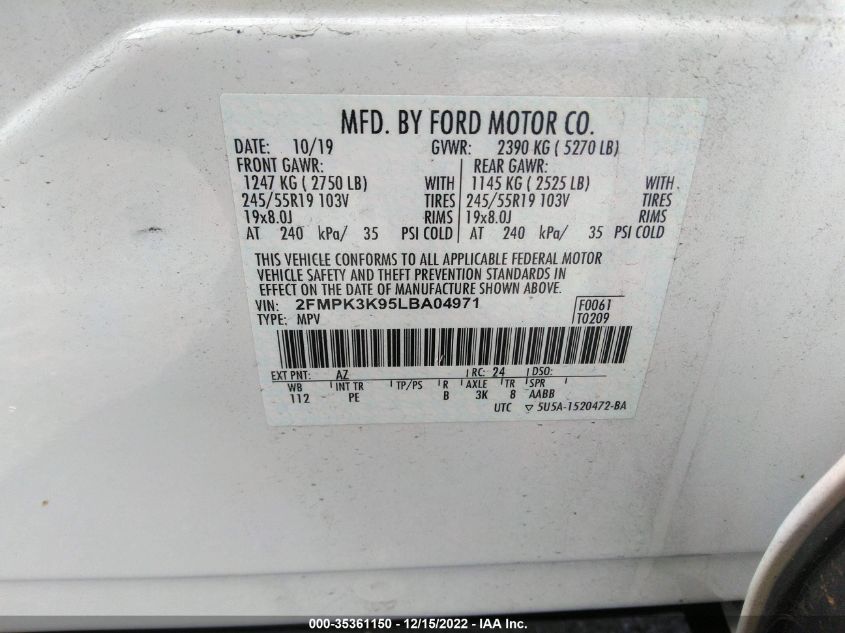 MFD. BY FORD MOTOR CO.
DATE: 10/19 GVWR: 2390 KG ( 5270 LB)
FRONT GAWR: REAR GAWR:
1247 KG ( 2750 LB) WITH 1145 KG ( 2525 LB) WITH
245/55R19 103V TIRES 245/55R19 103V TIRES
19x8.0J RIMS 19x8.0J RIMS
AT 240 kPa/ 35 PSI COLD AT 240 kPa/ 35 PSI COLD
THIS VEHICLE CONFORMS TO ALL APPLICABLE FEDERAL MOTOR
VEHICLE SAFETY AND THEFT PREVENTION STANDARDS IN
EFFECT ON THE DATE OF MANUFACTURE SHOWN ABOVE.
VIN: 2FMPK3K95LBA04971 F0061
TYPE: MPV T0209
EXT PNT: AZ RC: 24 DSO:
WB INT TR TP/PS R AXLE TR SPR
112 PE B 3K 8 AABB
UTC ▽ 5U5A-1520472-BA
000-35361150 - 12/15/2022 - IAA Inc.